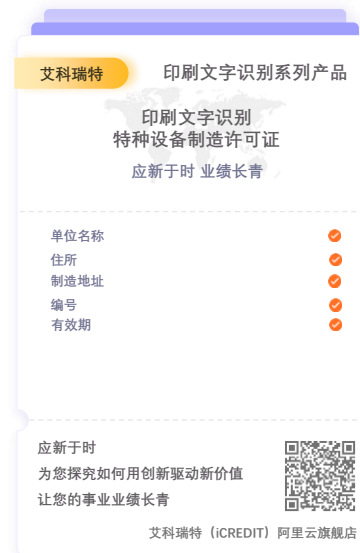 艾科瑞特
印刷文字识别系列产品
印刷文字识别
特种设备制造许可证
应新于时 业绩长青
单位名称
住所
制造地址
编号
有效期
应新于时
为您探究如何用创新驱动新价值
让您的事业业绩长青
艾科瑞特（iCREDIT）阿里云旗舰店